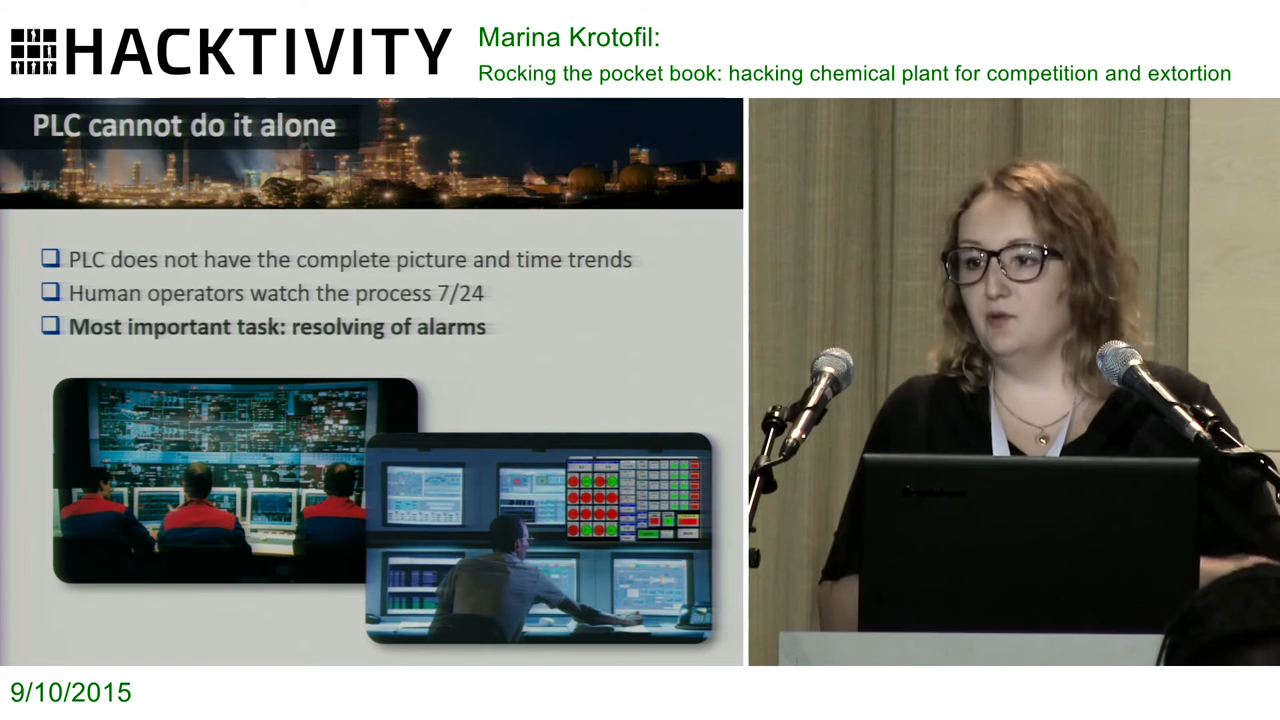 HACKTIVITY
Marina Krotofil:
Rocking the pocket book: hacking chemical plant for competition and extortion
PLC cannot do it alone
PLC does not have the complete picture and time trends
Human operators watch the process 7/24
Most important task: resolving of alarms
9/10/2015